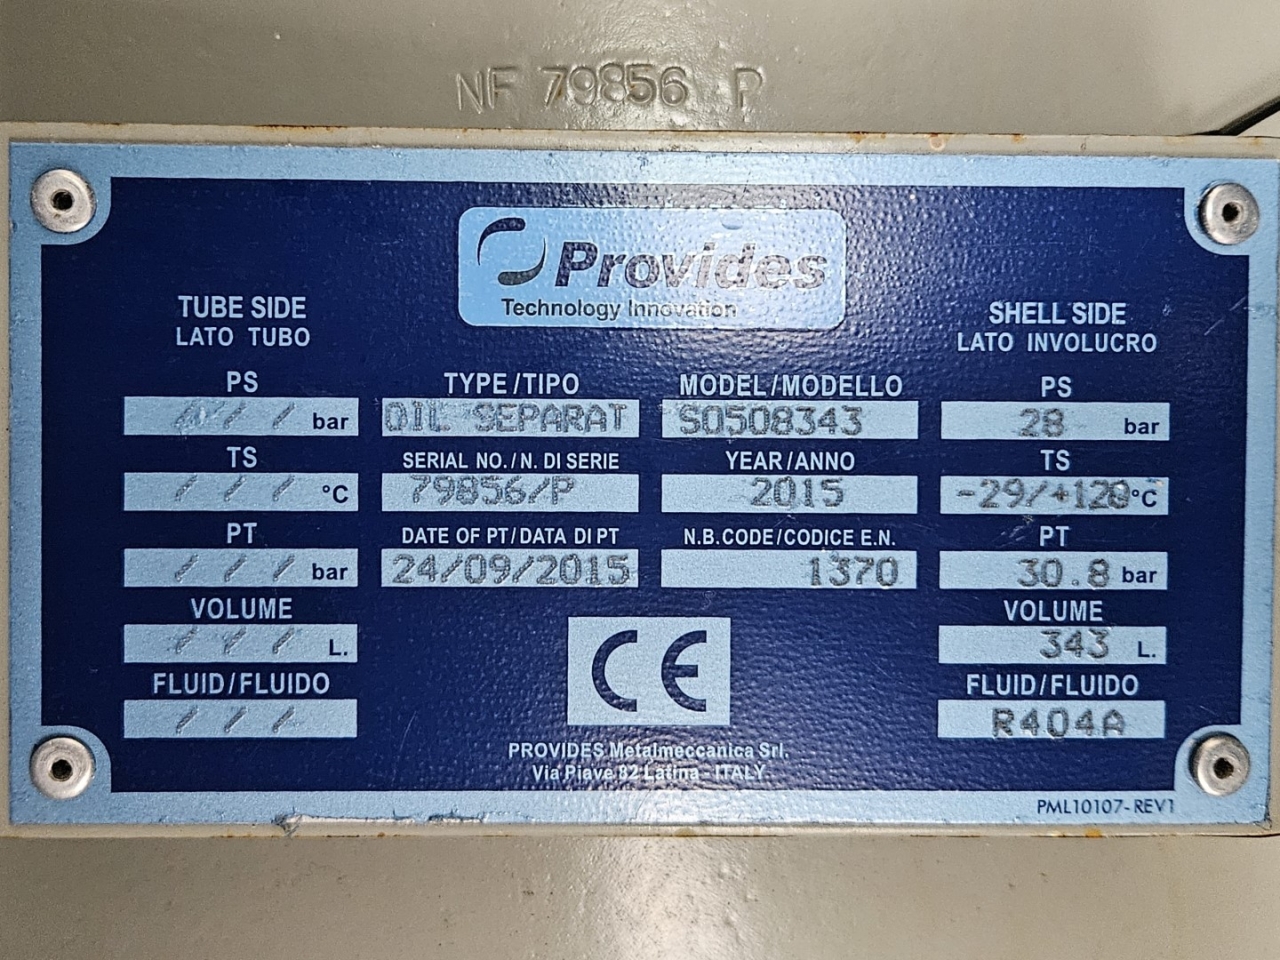 NF 79856 P
Provides
Technology Innovation
TUBE SIDE
LATO TUBO
PS
/ / / bar
TS
/ / / °C
PT
/ / / bar
VOLUME
/ / / L.
FLUID/FLUIDO
/ / /
TYPE/TIPO
OIL SEPARAT
MODEL/MODELLO
SO508343
SERIAL NO./N. DI SERIE
79856/P
YEAR/ANNO
2015
DATE OF PT/DATA DI PT
24/09/2015
N.B.CODE/CODICE E.N.
1370
CE
PROVIDES Metalmeccanica Srl.
Via Piave 82 Latina - ITALY
SHELL SIDE
LATO INVOLUCRO
PS
28 bar
TS
-29/+120°C
PT
30.8 bar
VOLUME
343 L.
FLUID/FLUIDO
R404A
PML10107-REV1